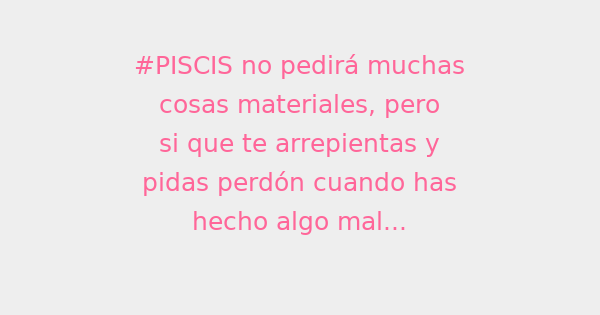 #PISCIS no pedirá muchas
cosas materiales, pero
si que te arrepientas y
pidas perdón cuando has
hecho algo mal...